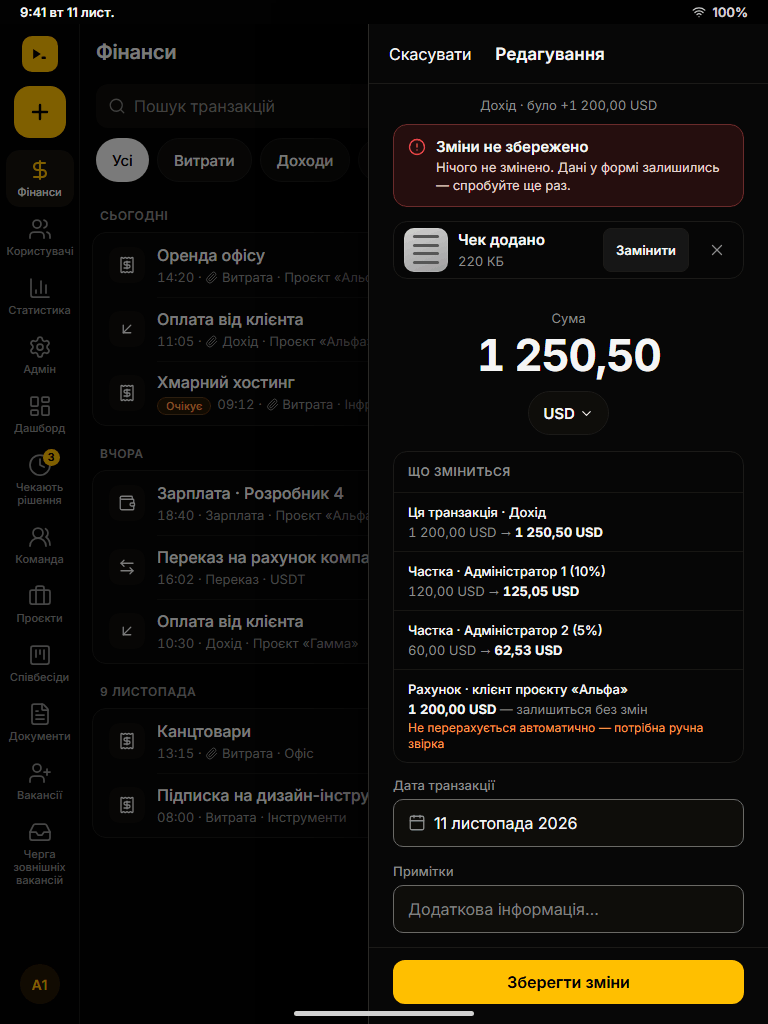 9:41 вт 11 лист.
100%
Фінанси
Користувачі
Статистика
Адмін
Дашборд
3
Чекають
рішення
Команда
Проєкти
Співбесіди
Документи
Вакансії
Черга
зовнішніх
вакансій
А1
Фінанси
Пошук транзакцій
Усі
Витрати
Доходи
СЬОГОДНІ
Оренда офісу
14:20 · Витрата · Проєкт
Оплата від клієнта
11:05 · Дохід · Проєкт «Альфа
Хмарний хостинг
Очікує 09:12 · Витрата ·
ВЧОРА
Зарплата · Розробник 4
18:40 · Зарплата · Проєкт
Переказ на рахунок
16:02 · Переказ · USDT
Оплата від клієнта
10:30 · Дохід · Проєкт «Гамма»
9 ЛИСТОПАДА
Канцтовари
13:15 · Витрата · Офіс
Підписка на
08:00 · Витрата · Інструменти
Скасувати
Редагування
Дохід · було +1 200,00 USD
Зміни не збережено
Нічого не змінено. Дані у формі залишились
— спробуйте ще раз.
Чек додано
220 КБ
Замінити
Сума
1 250,50
USD
ЩО ЗМІНИТЬСЯ
Ця транзакція · Дохід
1 200,00 USD → 1 250,50 USD
Частка · Адміністратор 1 (10%)
120,00 USD → 125,05 USD
Частка · Адміністратор 2 (5%)
60,00 USD → 62,53 USD
Рахунок · клієнт проєкту «Альфа»
1 200,00 USD — залишиться без змін
Не перерахується автоматично — потрібна ручна
звірка
Дата транзакції
11 листопада 2026
Примітки
Додаткова інформація...
Зберегти зміни